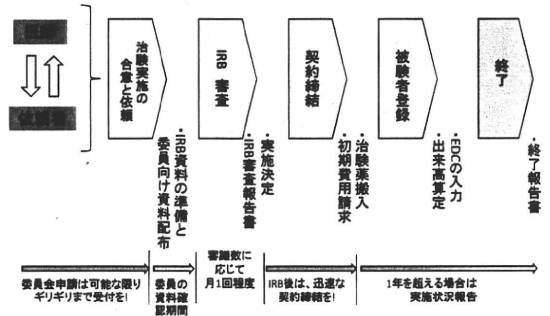 治験実施の
合意と依頼
IRB 審査
契約締結
被験者登録
終了
・IRB資料の準備と
委員向け資料配布
・実施決定
・IRB審査報告書
・治験薬搬入
初期費用請求
・EDCの入力
・出来高算定
・終了報告書
委員会申請は可能な限り
ギリギリまで受付を!
委員の
資料確
認期間
審議数に
応じて
月1回程度
IRB後は、迅速な
契約締結を!
1年を超える場合は
実施状況報告